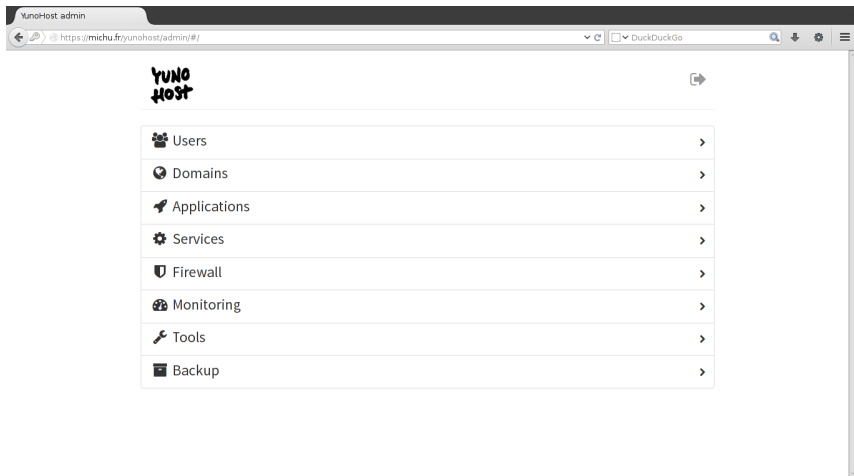 YunoHost admin
https://michu.fr/yunohost/admin/#/
DuckDuckGo
YUNO
HOST
Users
Domains
Applications
Services
Firewall
Monitoring
Tools
Backup